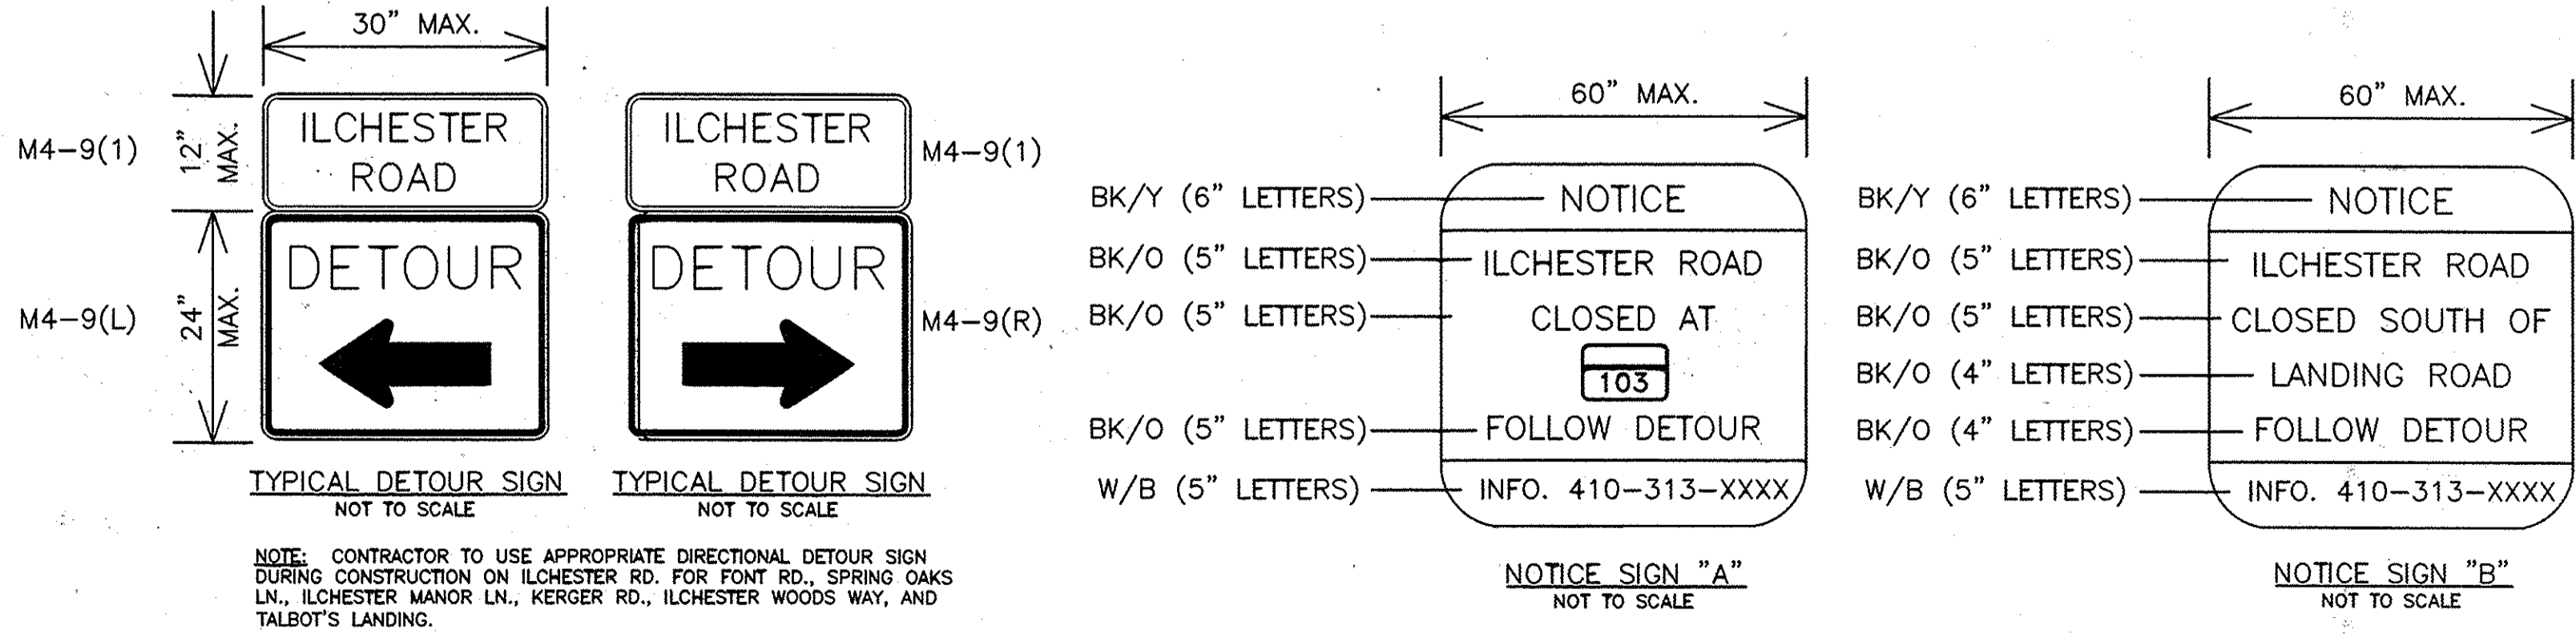 30" MAX.
12" MAX.
24" MAX.
M4-9(1)
M4-9(L)
ILCHESTER
ROAD
DETOUR
TYPICAL DETOUR SIGN
NOT TO SCALE
ILCHESTER
ROAD
DETOUR
M4-9(1)
M4-9(R)
TYPICAL DETOUR SIGN
NOT TO SCALE
NOTE: CONTRACTOR TO USE APPROPRIATE DIRECTIONAL DETOUR SIGN
DURING CONSTRUCTION ON ILCHESTER RD. FOR FONT RD., SPRING OAKS
LN., ILCHESTER MANOR LN., KERGER RD., ILCHESTER WOODS WAY, AND
TALBOT'S LANDING.
60" MAX.
BK/Y (6" LETTERS)
BK/O (5" LETTERS)
BK/O (5" LETTERS)
BK/O (5" LETTERS)
W/B (5" LETTERS)
NOTICE
ILCHESTER ROAD
CLOSED AT
103
FOLLOW DETOUR
INFO. 410-313-XXXX
NOTICE SIGN "A"
NOT TO SCALE
60" MAX.
BK/Y (6" LETTERS)
BK/O (5" LETTERS)
BK/O (5" LETTERS)
BK/O (4" LETTERS)
BK/O (4" LETTERS)
W/B (5" LETTERS)
NOTICE
ILCHESTER ROAD
CLOSED SOUTH OF
LANDING ROAD
FOLLOW DETOUR
INFO. 410-313-XXXX
NOTICE SIGN "B"
NOT TO SCALE